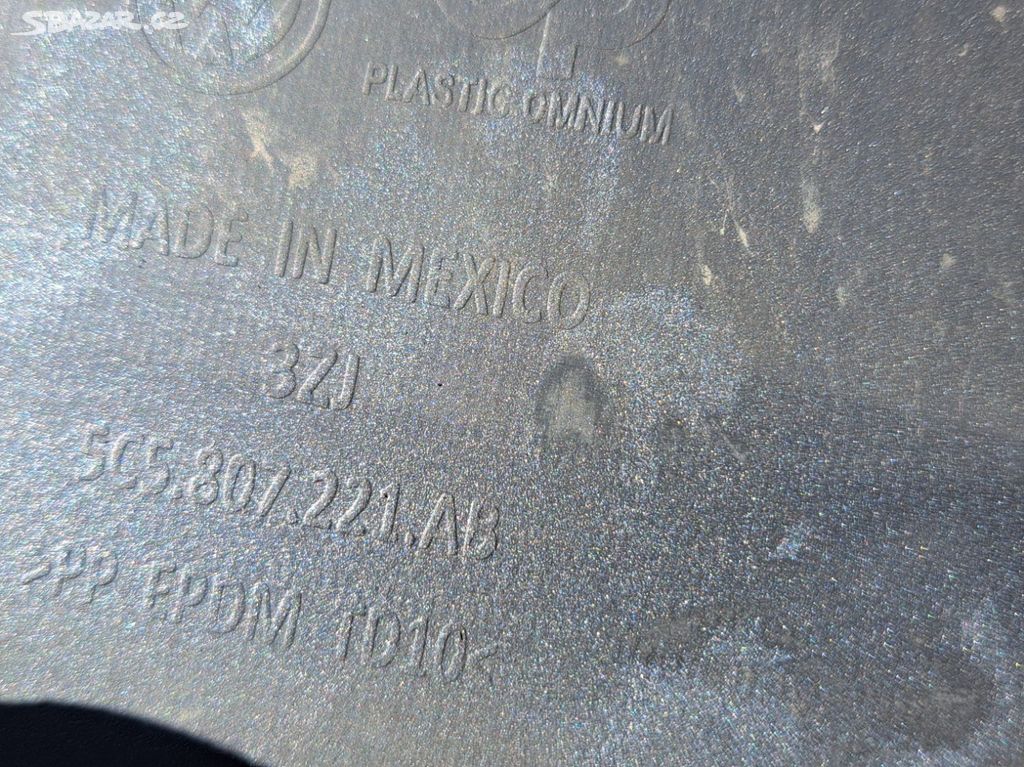 SBAZAR.CZ
PLASTIC OMNIUM
MADE IN MEXICO
3ZJ
5C5.807.221.AB
>PP EPDM TD10<